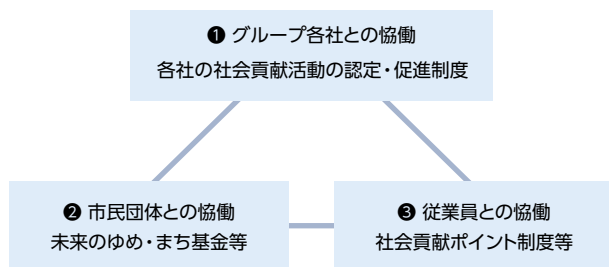 ❶ グループ各社との協働
各社の社会貢献活動の認定・促進制度
❷ 市民団体との協働
未来のゆめ・まち基金等
❸ 従業員との協働
社会貢献ポイント制度等